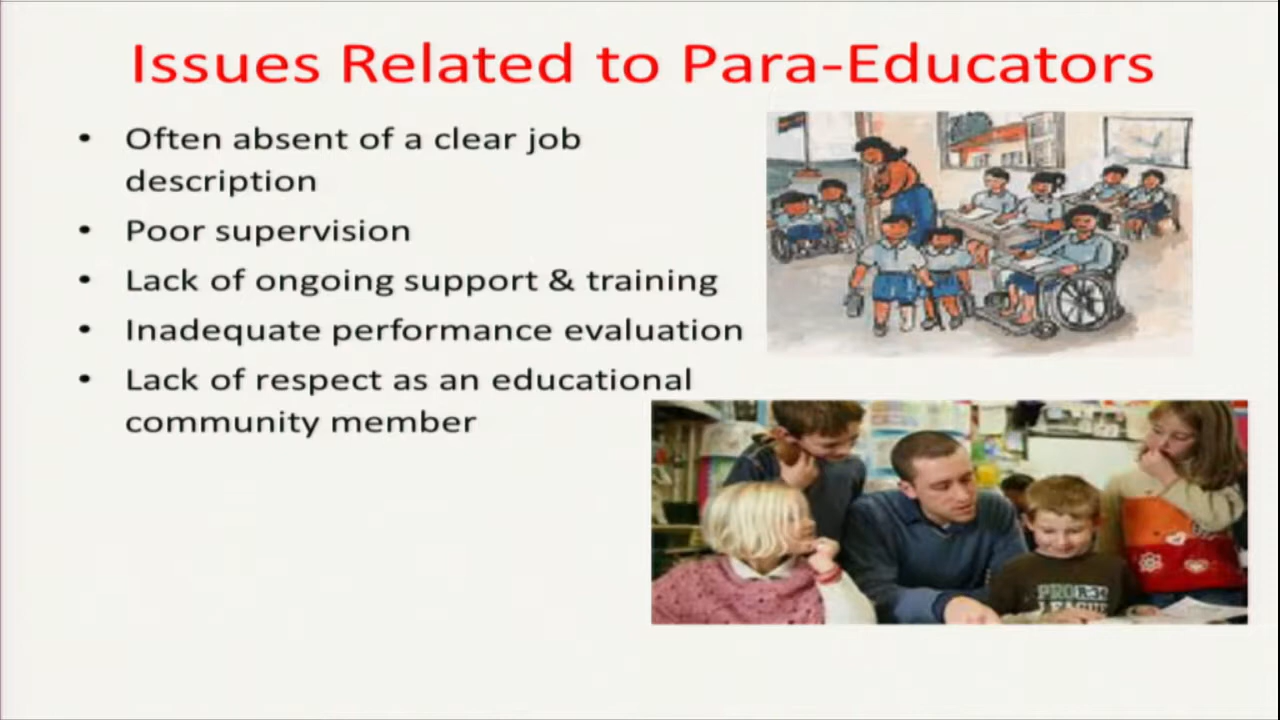 Issues Related to Para-Educators
• Often absent of a clear job
description
• Poor supervision
• Lack of ongoing support & training
• Inadequate performance evaluation
• Lack of respect as an educational
community member
LEAGUE